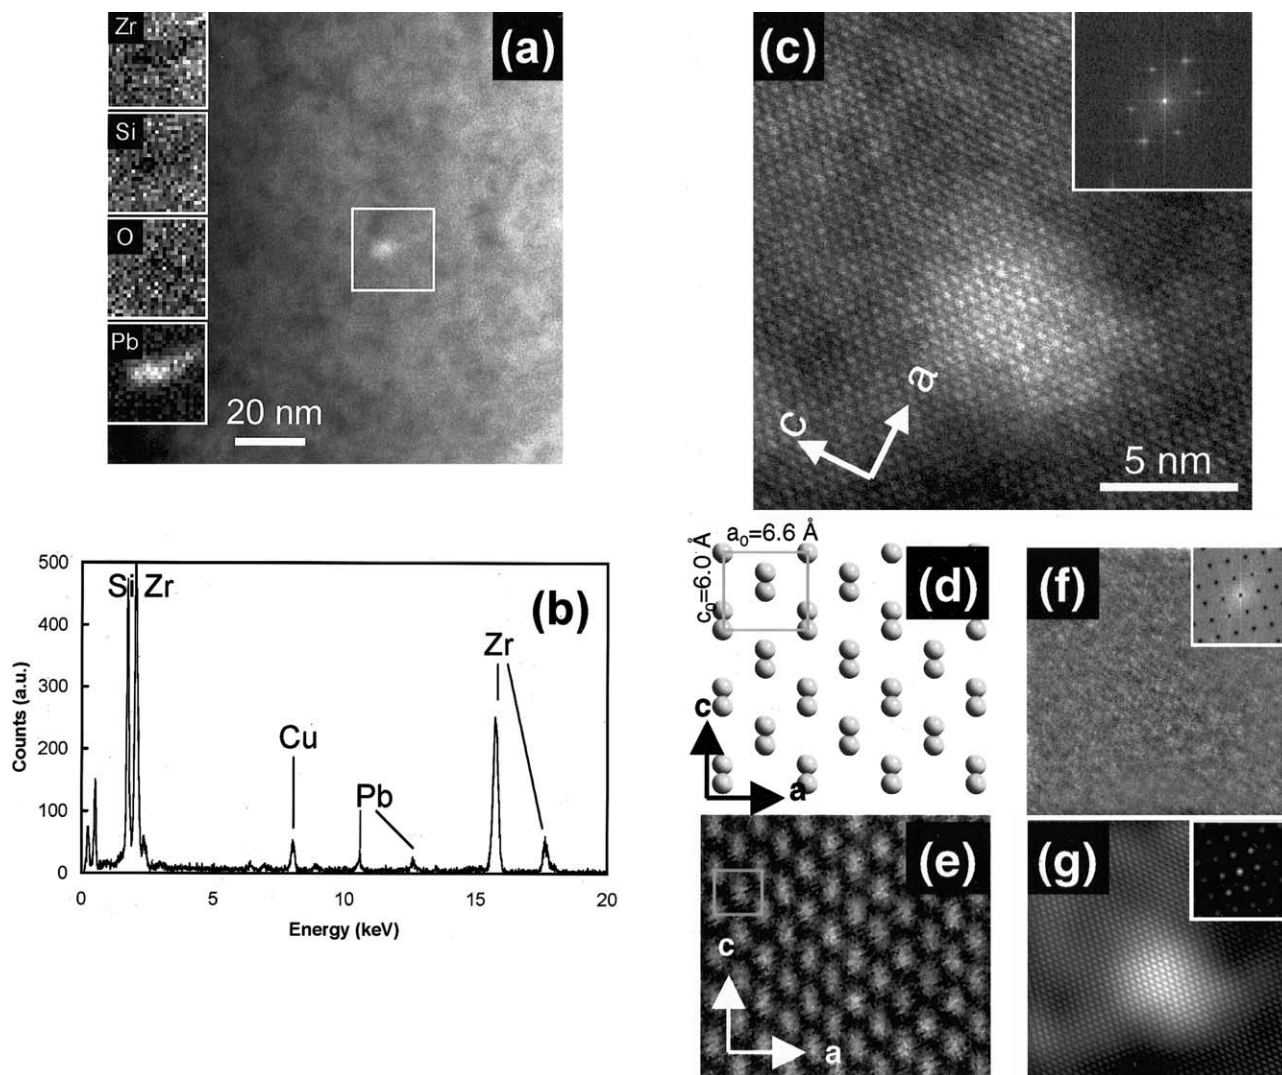 Zr
(a)
Si
O
Pb
20 nm
(c)
a
c
5 nm
500
400
300
200
100
0
Counts (a.u.)
Si Zr
(b)
Zr
Cu
Pb
0 5 10 15 20
Energy (keV)
a₀=6.6 Å
c₀=6.0 Å
(d)
c
a
(e)
c
a
(f)
(g)